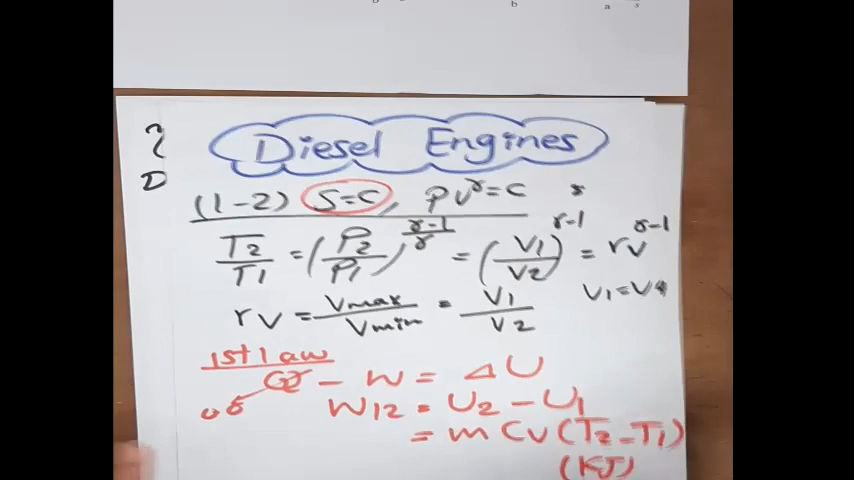 Diesel Engines
(1-2) S=C, PV^γ=C
T2/T1 = (P2/P1)^(γ-1/γ) = (V1/V2)^(γ-1) = rv^(γ-1)
rv = Vmax/Vmin = V1/V2 V1=V4
1st law
Q - W = ΔU
W12 = U2 - U1
= m Cv (T2-T1)
(KJ)